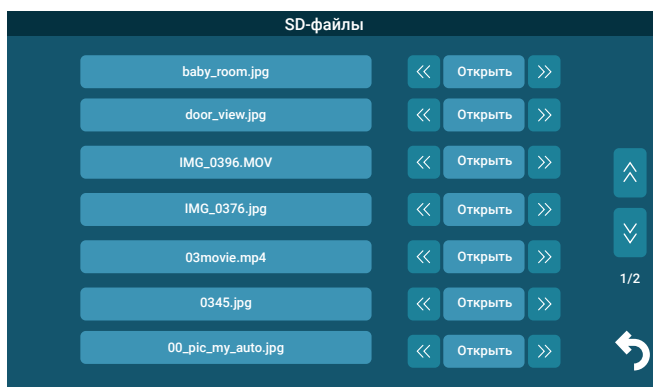 SD-файлы
baby_room.jpg Открыть
door_view.jpg Открыть
IMG_0396.MOV Открыть
IMG_0376.jpg Открыть
03movie.mp4 Открыть
1/2
0345.jpg Открыть
00_pic_my_auto.jpg Открыть